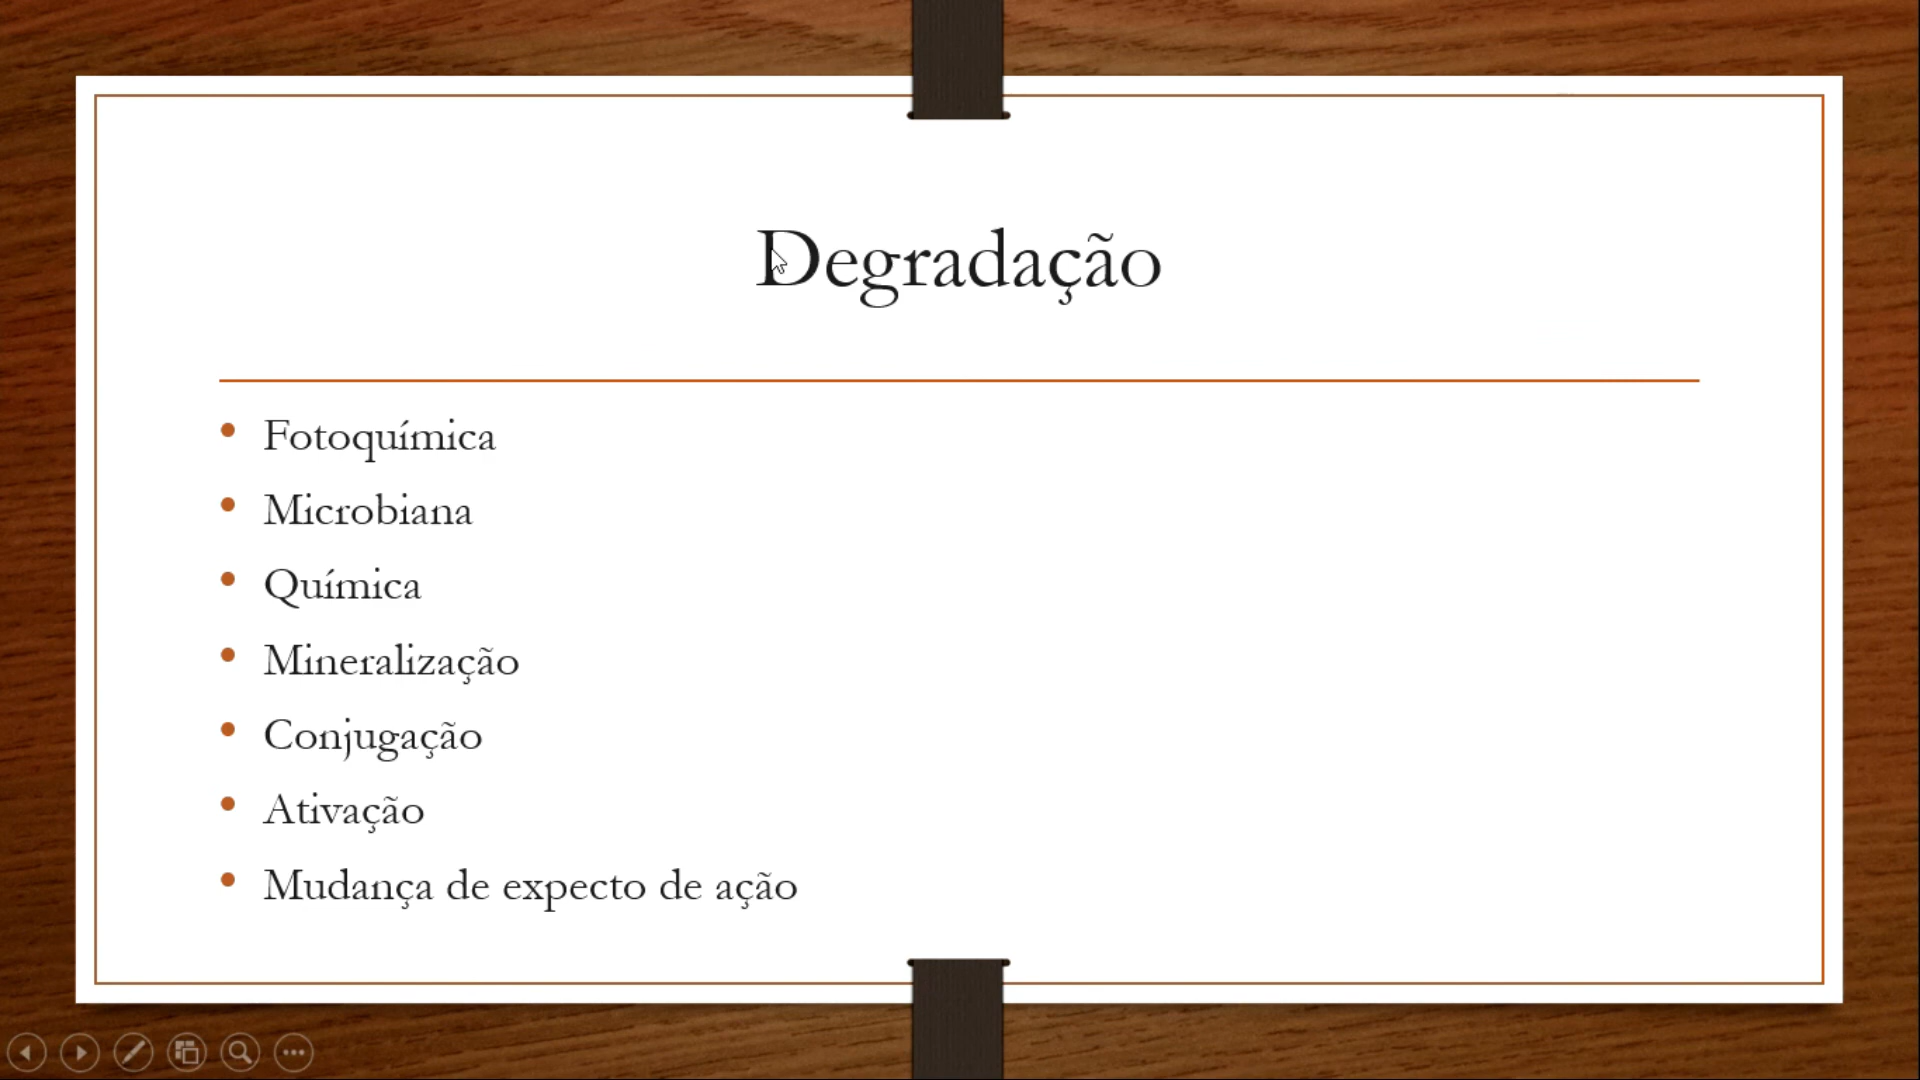 Degradação
• Fotoquímica
• Microbiana
• Química
• Mineralização
• Conjugação
• Ativação
• Mudança de expecto de ação